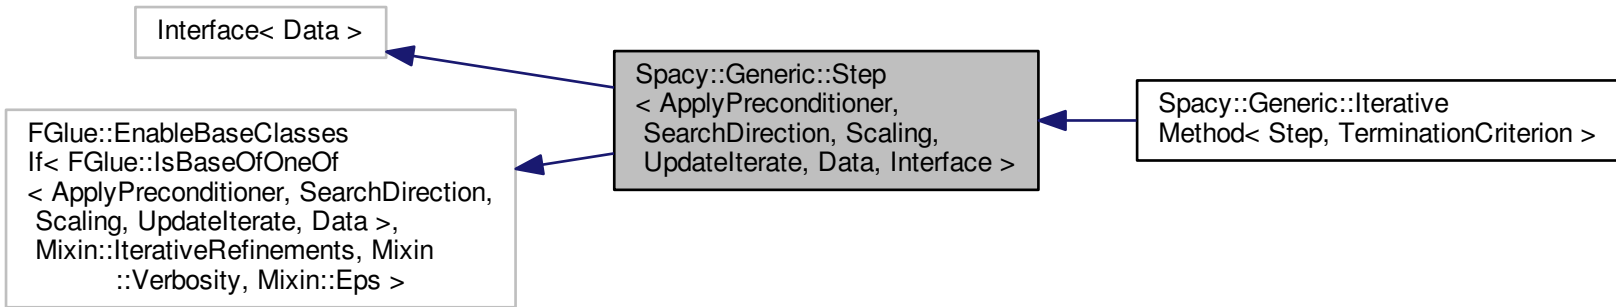 Interface< Data >
FGlue::EnableBaseClasses
If< FGlue::IsBaseOfOneOf
< ApplyPreconditioner, SearchDirection,
Scaling, UpdateIterate, Data >,
Mixin::IterativeRefinements, Mixin
::Verbosity, Mixin::Eps >
Spacy::Generic::Step
< ApplyPreconditioner,
SearchDirection, Scaling,
UpdateIterate, Data, Interface >
Spacy::Generic::Iterative
Method< Step, TerminationCriterion >